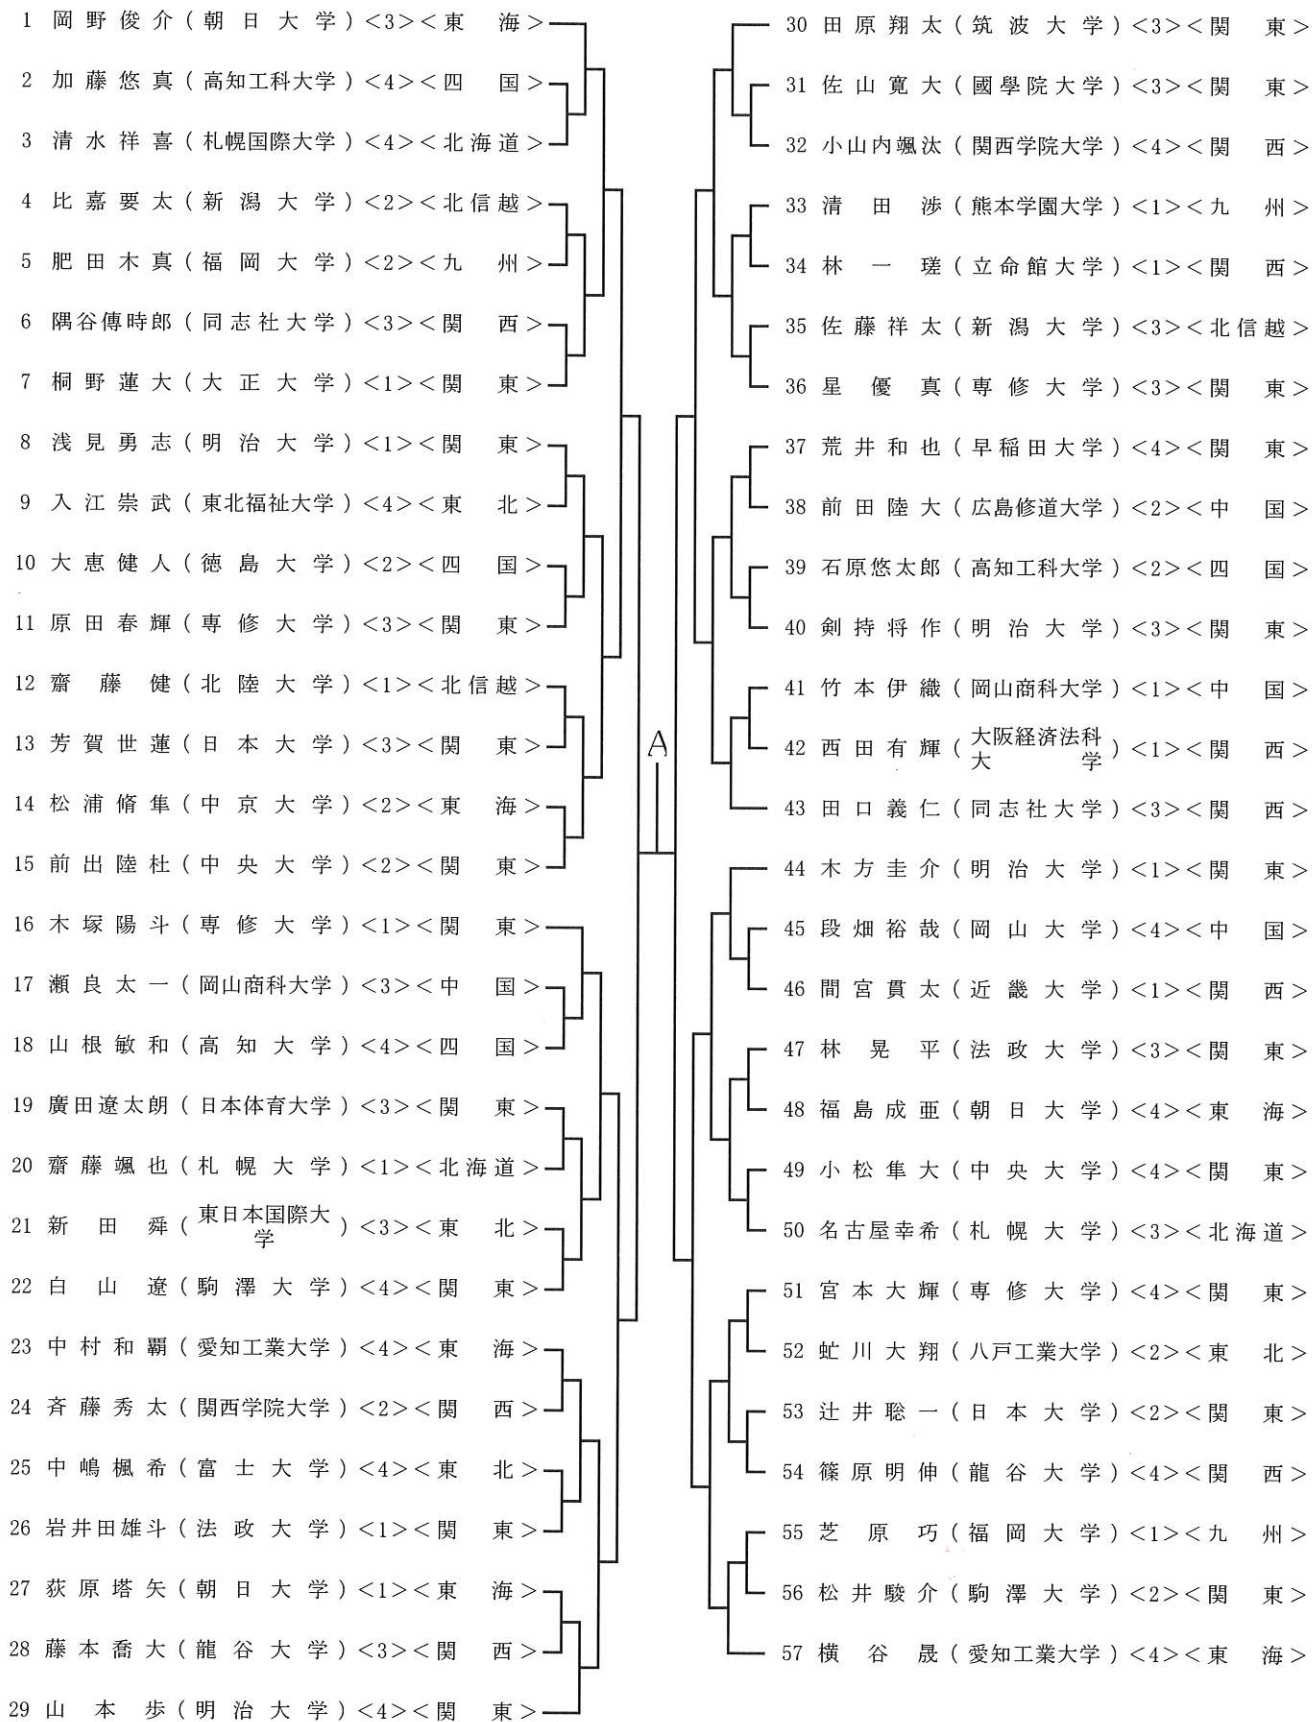 1 岡野俊介(朝日大学)<3><東海>
2 加藤悠真(高知工科大学)<4><四国>
3 清水祥喜(札幌国際大学)<4><北海道>
4 比嘉要太(新潟大学)<2><北信越>
5 肥田木真(福岡大学)<2><九州>
6 隅谷傳時郎(同志社大学)<3><関西>
7 桐野蓮大(大正大学)<1><関東>
8 浅見勇志(明治大学)<1><関東>
9 入江崇武(東北福祉大学)<4><東北>
10 大恵健人(徳島大学)<2><四国>
11 原田春輝(専修大学)<3><関東>
12 齋藤健(北陸大学)<1><北信越>
13 芳賀世蓮(日本大学)<3><関東>
14 松浦脩隼(中京大学)<2><東海>
15 前出陸杜(中央大学)<2><関東>
16 木塚陽斗(専修大学)<1><関東>
17 瀬良太一(岡山商科大学)<3><中国>
18 山根敏和(高知大学)<4><四国>
19 廣田遼太朗(日本体育大学)<3><関東>
20 齋藤颯也(札幌大学)<1><北海道>
21 新田舜(東日本国際大学)<3><東北>
22 白山遼(駒澤大学)<4><関東>
23 中村和覇(愛知工業大学)<4><東海>
24 斉藤秀太(関西学院大学)<2><関西>
25 中嶋楓希(富士大学)<4><東北>
26 岩井田雄斗(法政大学)<1><関東>
27 荻原塔矢(朝日大学)<1><東海>
28 藤本喬大(龍谷大学)<3><関西>
29 山本歩(明治大学)<4><関東>
A
30 田原翔太(筑波大学)<3><関東>
31 佐山寛大(國學院大学)<3><関東>
32 小山内颯汰(関西学院大学)<4><関西>
33 清田渉(熊本学園大学)<1><九州>
34 林一瑳(立命館大学)<1><関西>
35 佐藤祥太(新潟大学)<3><北信越>
36 星優真(専修大学)<3><関東>
37 荒井和也(早稲田大学)<4><関東>
38 前田陸大(広島修道大学)<2><中国>
39 石原悠太郎(高知工科大学)<2><四国>
40 剣持将作(明治大学)<3><関東>
41 竹本伊織(岡山商科大学)<1><中国>
42 西田有輝(大阪経済法科大学)<1><関西>
43 田口義仁(同志社大学)<3><関西>
44 木方圭介(明治大学)<1><関東>
45 段畑裕哉(岡山大学)<4><中国>
46 間宮貫太(近畿大学)<1><関西>
47 林晃平(法政大学)<3><関東>
48 福島成亜(朝日大学)<4><東海>
49 小松隼大(中央大学)<4><関東>
50 名古屋幸希(札幌大学)<3><北海道>
51 宮本大輝(専修大学)<4><関東>
52 虻川大翔(八戸工業大学)<2><東北>
53 辻井聡一(日本大学)<2><関東>
54 篠原明伸(龍谷大学)<4><関西>
55 芝原巧(福岡大学)<1><九州>
56 松井駿介(駒澤大学)<2><関東>
57 横谷晟(愛知工業大学)<4><東海>